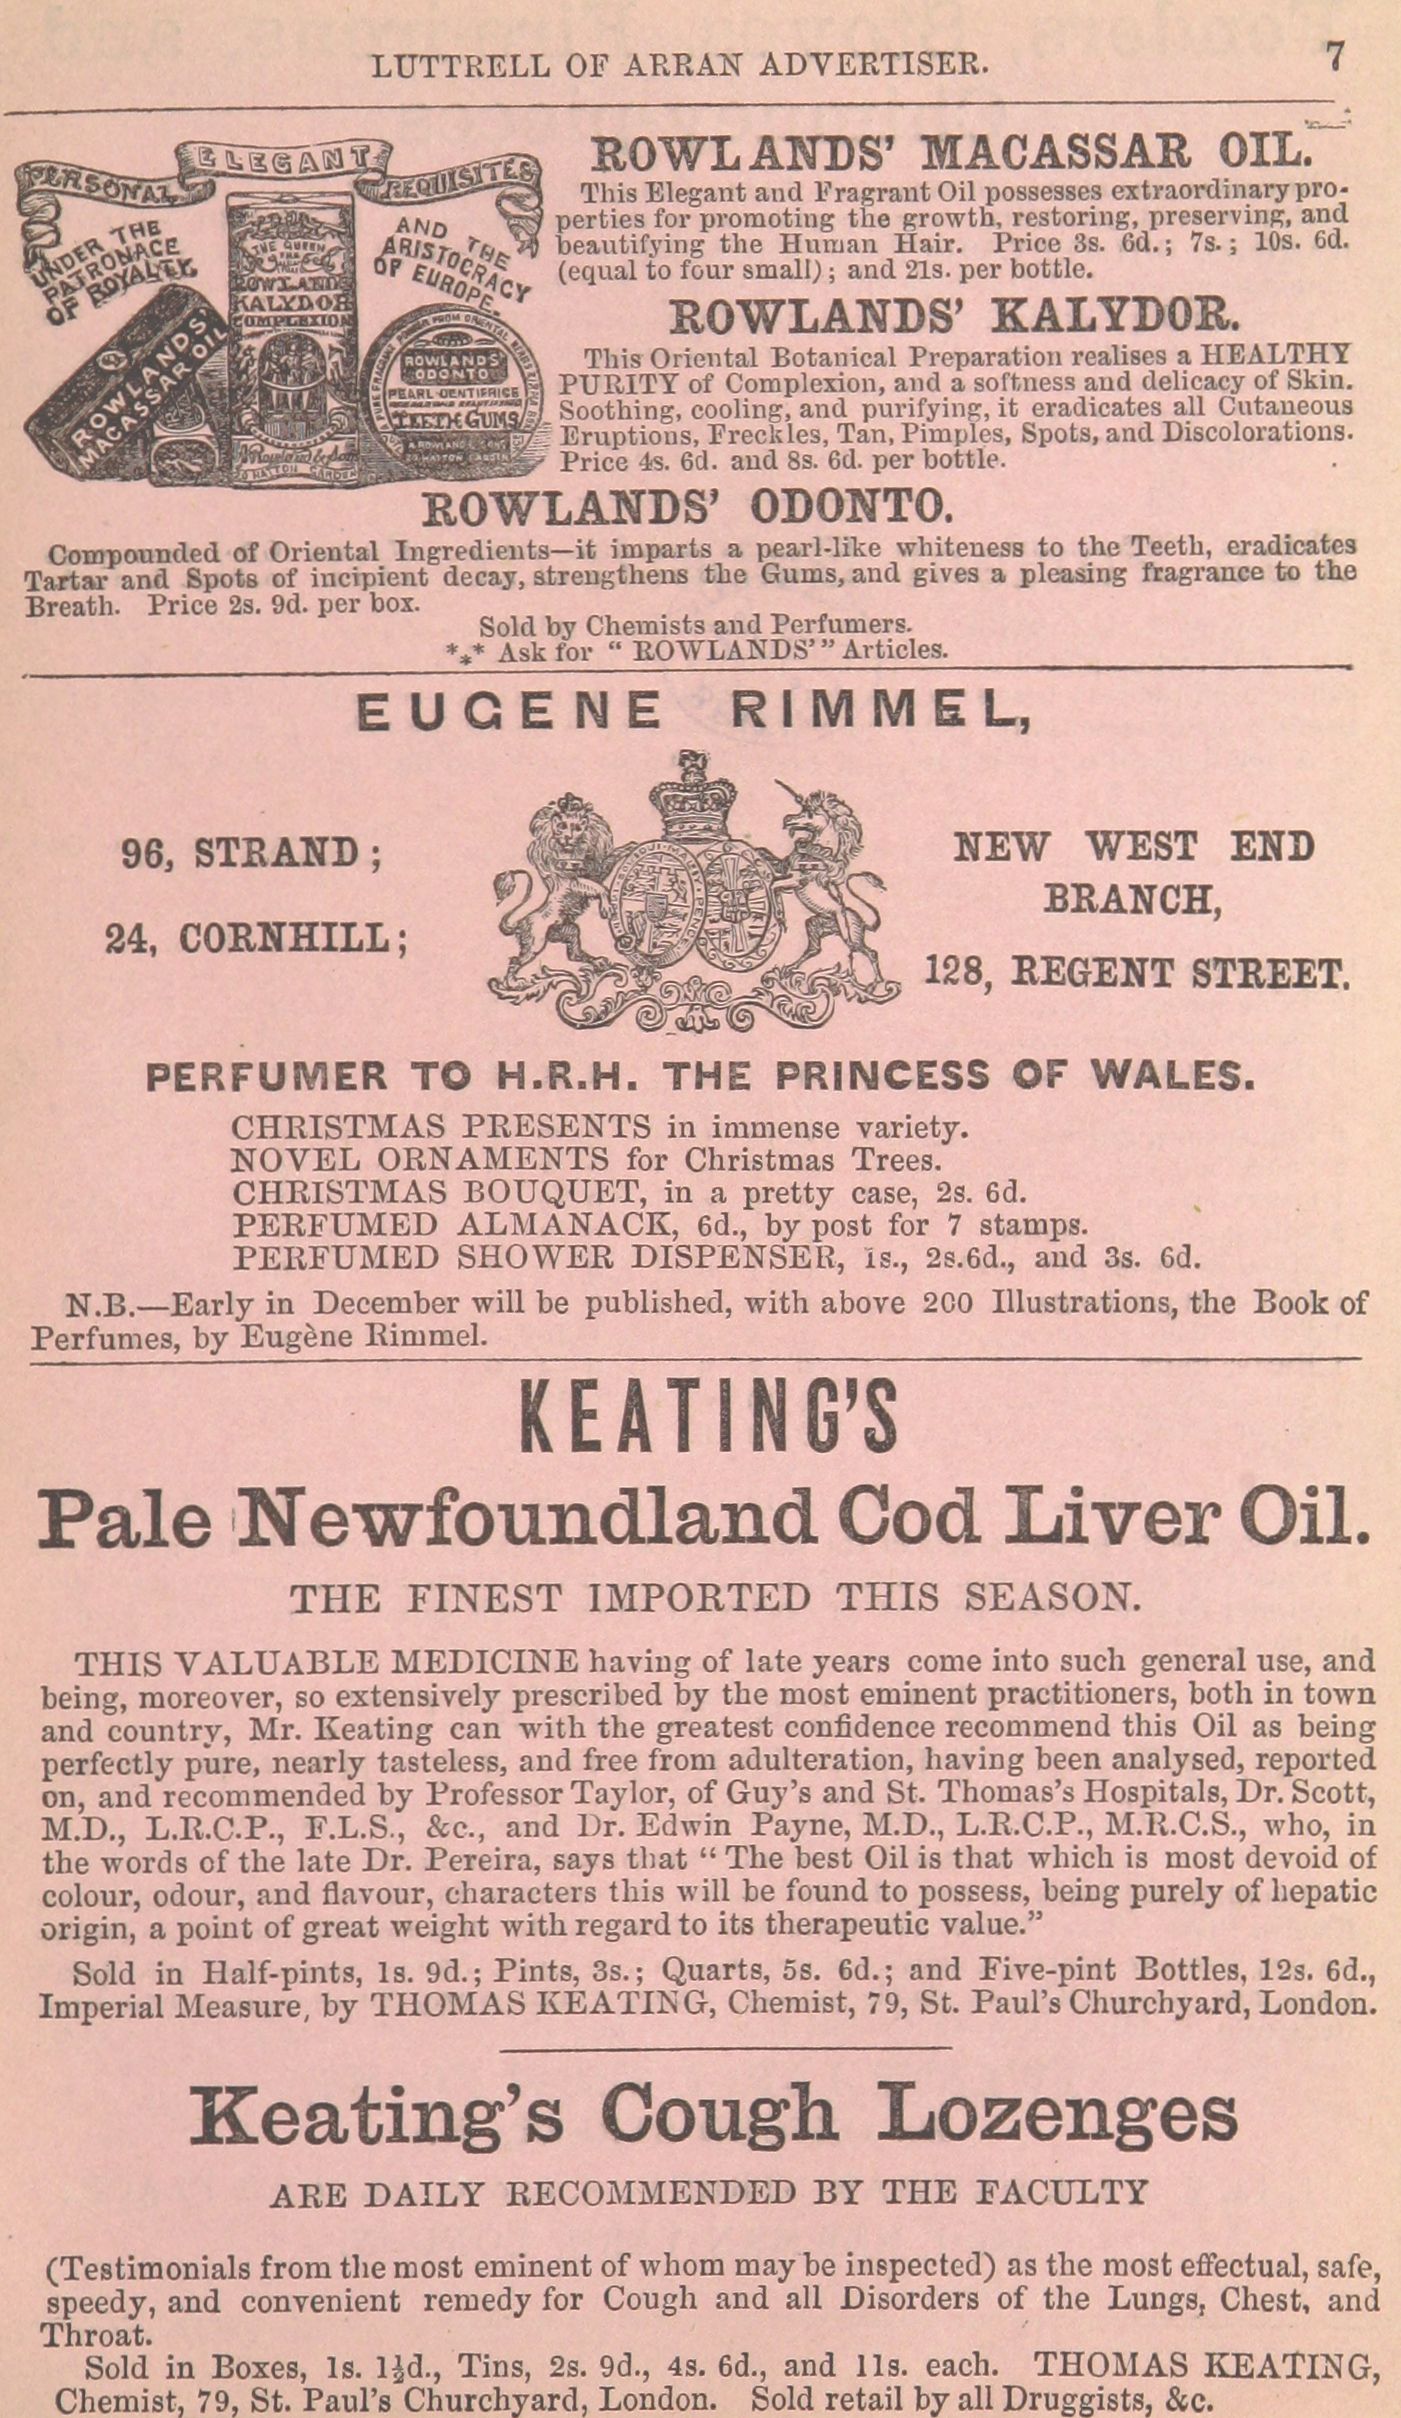 LUTTRELL OF ARRAN ADVERTISER. 7
PERSONAL ELEGANT REQUISITES
UNDER THE
PATRONAGE
OF ROYALTY.
AND THE
ARISTOCRACY
OF EUROPE.
ROWLANDS'
MACASSAR OIL
THE QUEEN
ROWLANDS
KALYDOR
COMPLEXION
A. Rowland & Son
20 HATTON GARDEN
ROWLANDS
ODONTO
PEARL DENTIFRICE
TEETH & GUMS
ROWLANDS' MACASSAR OIL.
This Elegant and Fragrant Oil possesses extraordinary pro-
perties for promoting the growth, restoring, preserving, and
beautifying the Human Hair. Price 3s. 6d.; 7s.; 10s. 6d.
(equal to four small); and 21s. per bottle.
ROWLANDS' KALYDOR.
This Oriental Botanical Preparation realises a HEALTHY
PURITY of Complexion, and a softness and delicacy of Skin.
Soothing, cooling, and purifying, it eradicates all Cutaneous
Eruptions, Freckles, Tan, Pimples, Spots, and Discolorations.
Price 4s. 6d. and 8s. 6d. per bottle.
ROWLANDS' ODONTO.
Compounded of Oriental Ingredients—it imparts a pearl-like whiteness to the Teeth, eradicates
Tartar and Spots of incipient decay, strengthens the Gums, and gives a pleasing fragrance to the
Breath. Price 2s. 9d. per box.
Sold by Chemists and Perfumers.
*⁎* Ask for “ ROWLANDS'” Articles.
EUGENE RIMMEL,
96, STRAND;
24, CORNHILL;
NEW WEST END
BRANCH,
128, REGENT STREET.
PERFUMER TO H.R.H. THE PRINCESS OF WALES.
CHRISTMAS PRESENTS in immense variety.
NOVEL ORNAMENTS for Christmas Trees.
CHRISTMAS BOUQUET, in a pretty case, 2s. 6d.
PERFUMED ALMANACK, 6d., by post for 7 stamps.
PERFUMED SHOWER DISPENSER, 1s., 2s.6d., and 3s. 6d.
N.B.—Early in December will be published, with above 200 Illustrations, the Book of
Perfumes, by Eugène Rimmel.
KEATING'S
Pale Newfoundland Cod Liver Oil.
THE FINEST IMPORTED THIS SEASON.
THIS VALUABLE MEDICINE having of late years come into such general use, and
being, moreover, so extensively prescribed by the most eminent practitioners, both in town
and country, Mr. Keating can with the greatest confidence recommend this Oil as being
perfectly pure, nearly tasteless, and free from adulteration, having been analysed, reported
on, and recommended by Professor Taylor, of Guy's and St. Thomas's Hospitals, Dr. Scott,
M.D., L.R.C.P., F.L.S., &c., and Dr. Edwin Payne, M.D., L.R.C.P., M.R.C.S., who, in
the words of the late Dr. Pereira, says that “ The best Oil is that which is most devoid of
colour, odour, and flavour, characters this will be found to possess, being purely of hepatic
origin, a point of great weight with regard to its therapeutic value.”
Sold in Half-pints, 1s. 9d.; Pints, 3s.; Quarts, 5s. 6d.; and Five-pint Bottles, 12s. 6d.,
Imperial Measure, by THOMAS KEATING, Chemist, 79, St. Paul's Churchyard, London.
Keating's Cough Lozenges
ARE DAILY RECOMMENDED BY THE FACULTY
(Testimonials from the most eminent of whom may be inspected) as the most effectual, safe,
speedy, and convenient remedy for Cough and all Disorders of the Lungs, Chest, and
Throat.
Sold in Boxes, 1s. 1½d., Tins, 2s. 9d., 4s. 6d., and 11s. each. THOMAS KEATING,
Chemist, 79, St. Paul's Churchyard, London. Sold retail by all Druggists, &c.